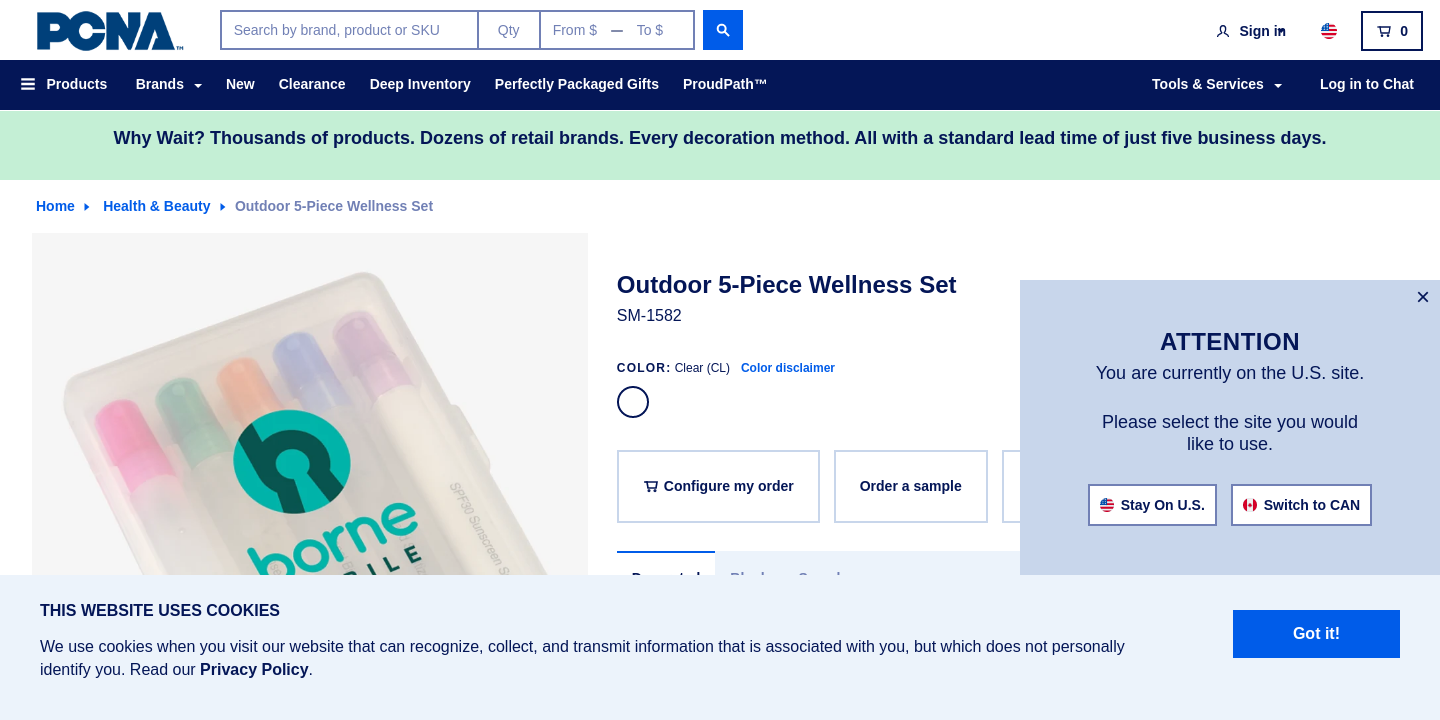 PCNA™
Search by brand, product or SKU
Qty
From $ — To $
Sign in
0
Products
Brands
New
Clearance
Deep Inventory
Perfectly Packaged Gifts
ProudPath™
Tools & Services
Log in to Chat
Why Wait? Thousands of products. Dozens of retail brands. Every decoration method. All with a standard lead time of just five business days.
Home
Health & Beauty
Outdoor 5-Piece Wellness Set
borne
SPF30 Sunscreen
Outdoor 5-Piece Wellness Set
SM-1582
COLOR: Clear (CL) Color disclaimer
Configure my order
Order a sample
×
ATTENTION
You are currently on the U.S. site.
Please select the site you would
like to use.
Stay On U.S.
Switch to CAN
THIS WEBSITE USES COOKIES
We use cookies when you visit our website that can recognize, collect, and transmit information that is associated with you, but which does not personally
identify you. Read our Privacy Policy.
Got it!